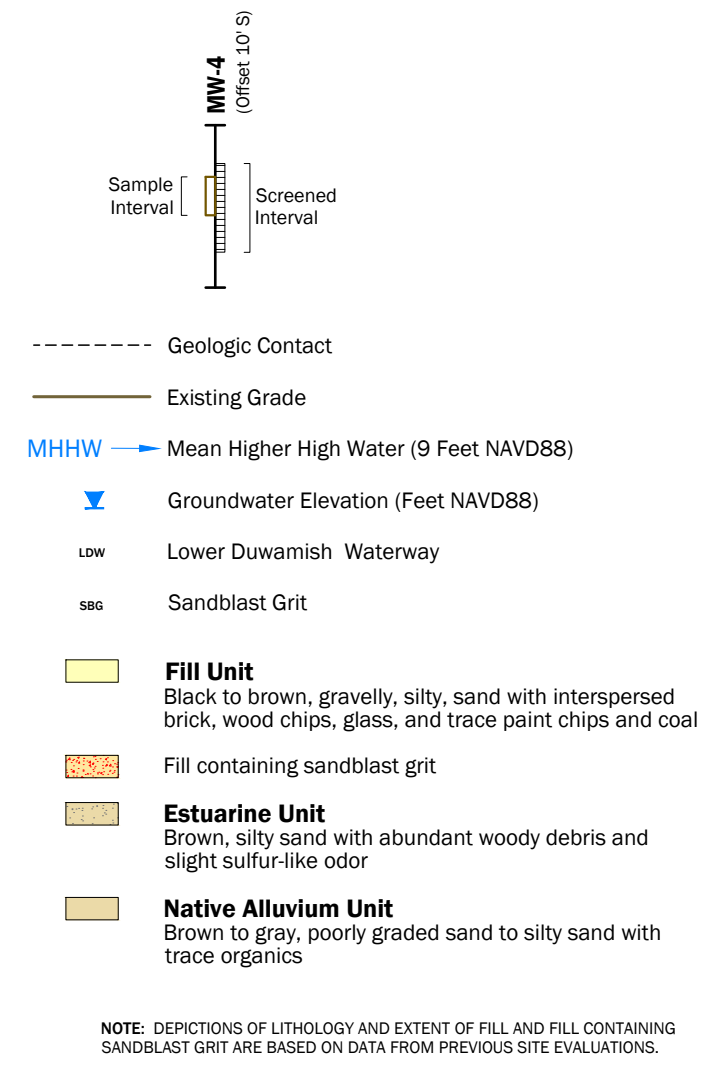 MW-4
(Offset 10' S)
Sample
Interval
Screened
Interval
Geologic Contact
Existing Grade
MHHW Mean Higher High Water (9 Feet NAVD88)
Groundwater Elevation (Feet NAVD88)
LDW Lower Duwamish Waterway
SBG Sandblast Grit
Fill Unit
Black to brown, gravelly, silty, sand with interspersed
brick, wood chips, glass, and trace paint chips and coal
Fill containing sandblast grit
Estuarine Unit
Brown, silty sand with abundant woody debris and
slight sulfur-like odor
Native Alluvium Unit
Brown to gray, poorly graded sand to silty sand with
trace organics
NOTE: DEPICTIONS OF LITHOLOGY AND EXTENT OF FILL AND FILL CONTAINING
SANDBLAST GRIT ARE BASED ON DATA FROM PREVIOUS SITE EVALUATIONS.